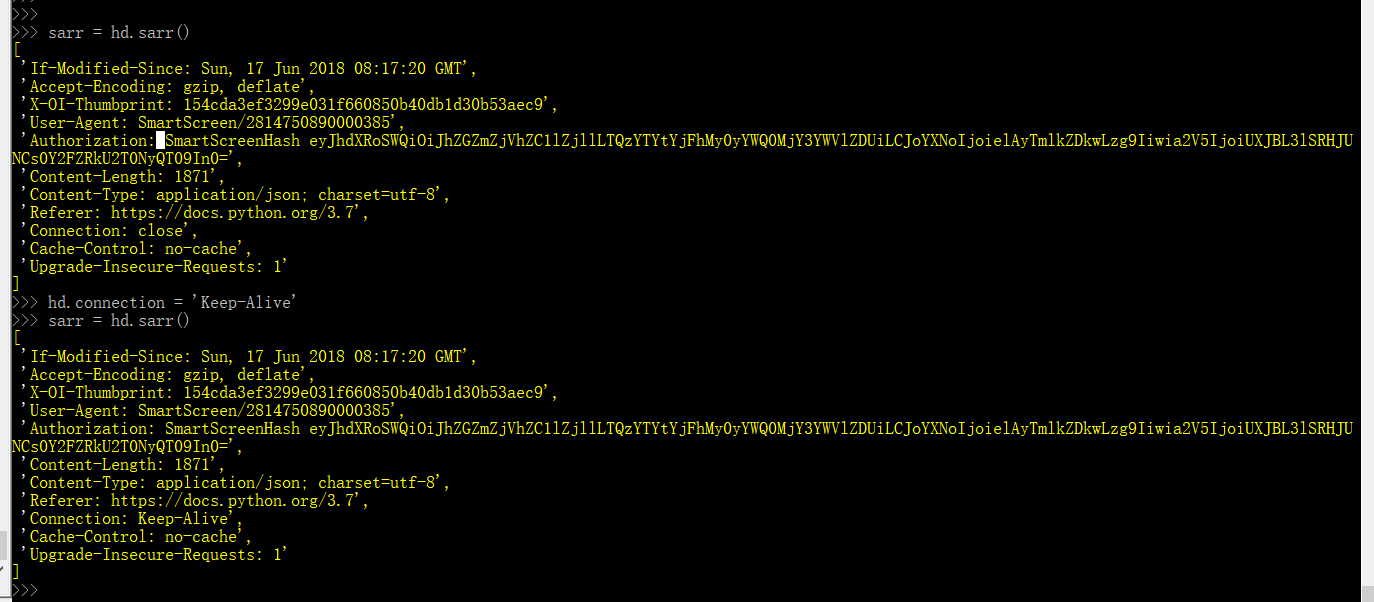 >>>
>>>
>>> sarr = hd.sarr()
[
 'If-Modified-Since: Sun, 17 Jun 2018 08:17:20 GMT',
 'Accept-Encoding: gzip, deflate',
 'X-OI-Thumbprint: 154cda3ef3299e031f660850b40db1d30b53aec9',
 'User-Agent: SmartScreen/2814750890000385',
 'Authorization: SmartScreenHash eyJhdXRoSWQiOiJhZGZmZjVhZC1lZjllLTQzYTYtYjFhMy0yYWQ0MjY3YWVlZDUiLCJoYXNoIjoielAyTmlkZDkwLzg9Iiwia2V5IjoiUXJBL3lSRHJU
NCs0Y2FZRkU2T0NyQT09In0=',
 'Content-Length: 1871',
 'Content-Type: application/json; charset=utf-8',
 'Referer: https://docs.python.org/3.7',
 'Connection: close',
 'Cache-Control: no-cache',
 'Upgrade-Insecure-Requests: 1'
]
>>> hd.connection = 'Keep-Alive'
>>> sarr = hd.sarr()
[
 'If-Modified-Since: Sun, 17 Jun 2018 08:17:20 GMT',
 'Accept-Encoding: gzip, deflate',
 'X-OI-Thumbprint: 154cda3ef3299e031f660850b40db1d30b53aec9',
 'User-Agent: SmartScreen/2814750890000385',
 'Authorization: SmartScreenHash eyJhdXRoSWQiOiJhZGZmZjVhZC1lZjllLTQzYTYtYjFhMy0yYWQ0MjY3YWVlZDUiLCJoYXNoIjoielAyTmlkZDkwLzg9Iiwia2V5IjoiUXJBL3lSRHJU
NCs0Y2FZRkU2T0NyQT09In0=',
 'Content-Length: 1871',
 'Content-Type: application/json; charset=utf-8',
 'Referer: https://docs.python.org/3.7',
 'Connection: Keep-Alive',
 'Cache-Control: no-cache',
 'Upgrade-Insecure-Requests: 1'
]
>>>